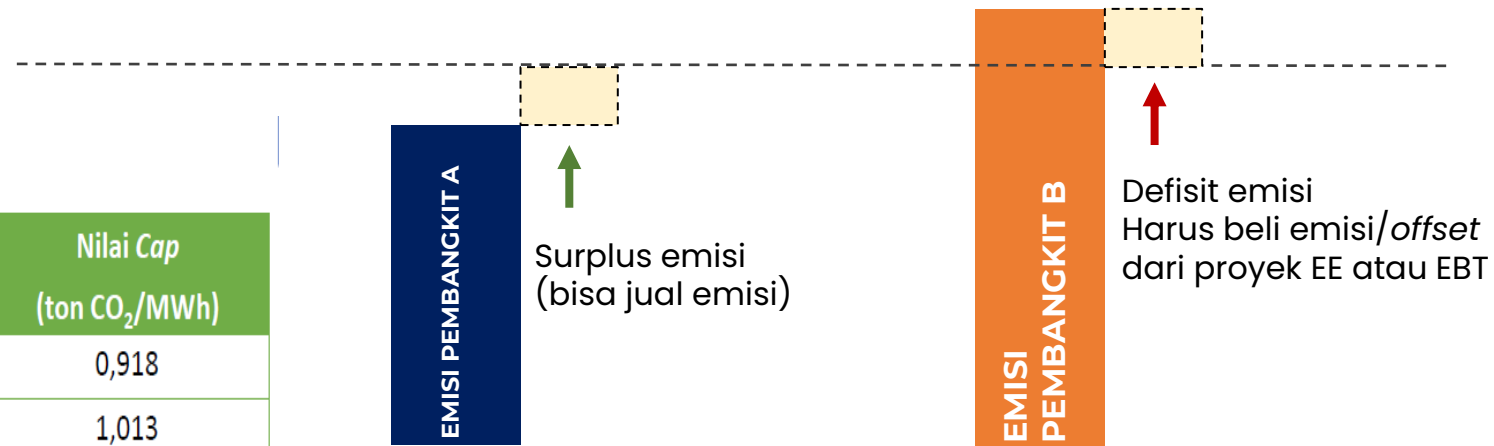 Nilai Cap
(ton CO₂/MWh)
0,918
1,013
EMISI PEMBANGKIT A
Surplus emisi
(bisa jual emisi)
EMISI
PEMBANGKIT B
Defisit emisi
Harus beli emisi/offset
dari proyek EE atau EBT